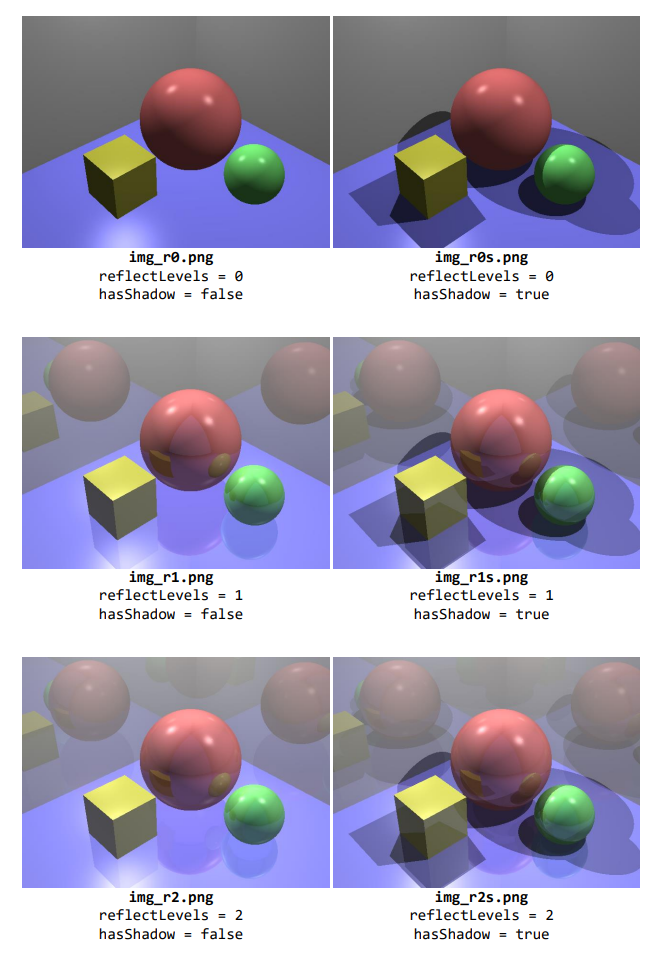 img_r0.png
reflectLevels = 0
hasShadow = false
img_r0s.png
reflectLevels = 0
hasShadow = true
img_r1.png
reflectLevels = 1
hasShadow = false
img_r1s.png
reflectLevels = 1
hasShadow = true
img_r2.png
reflectLevels = 2
hasShadow = false
img_r2s.png
reflectLevels = 2
hasShadow = true